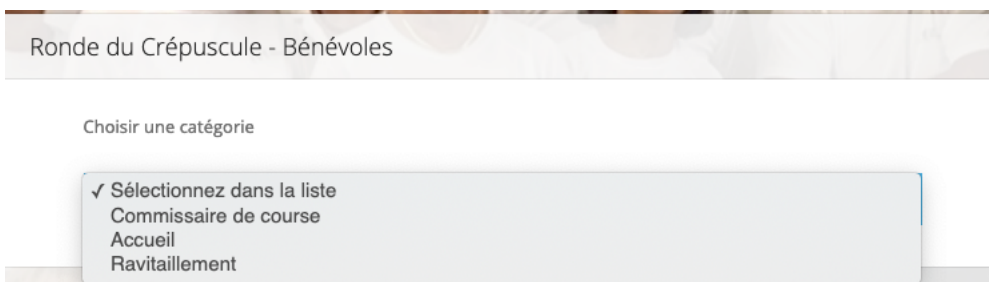 Ronde du Crépuscule - Bénévoles
Choisir une catégorie
✓ Sélectionnez dans la liste
Commissaire de course
Accueil
Ravitaillement